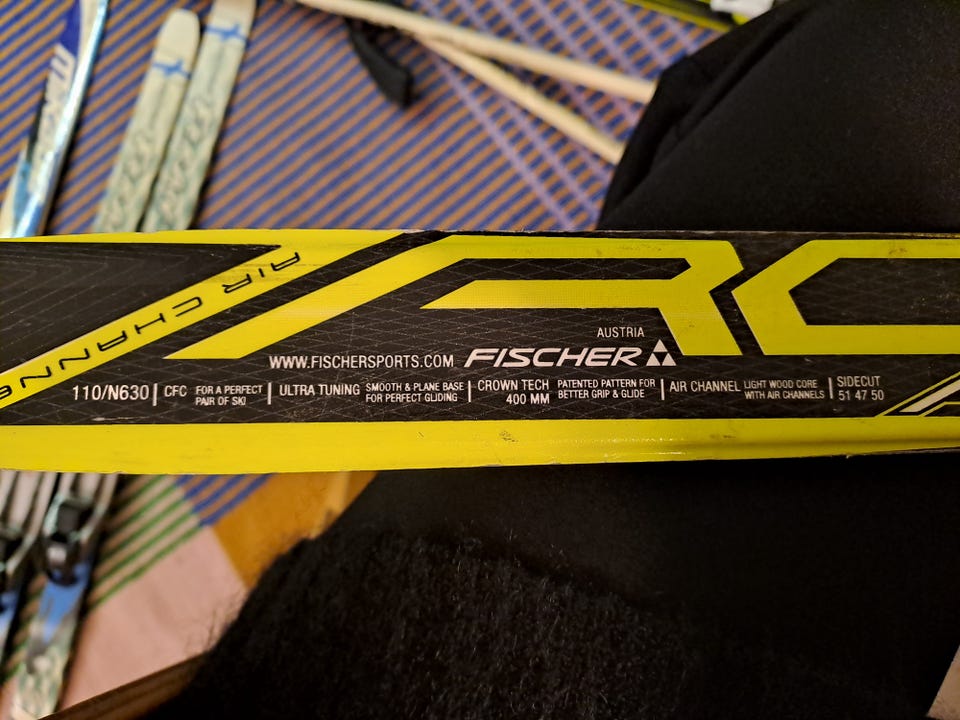 AIR CHANNE
RC
AUSTRIA
WWW.FISCHERSPORTS.COM FISCHER
110/N630 | CFC FOR A PERFECT PAIR OF SKI | ULTRA TUNING SMOOTH & PLANE BASE FOR PERFECT GLIDING | CROWN TECH 400 MM PATENTED PATTERN FOR BETTER GRIP & GLIDE | AIR CHANNEL LIGHT WOOD CORE WITH AIR CHANNELS | SIDECUT 51 47 50